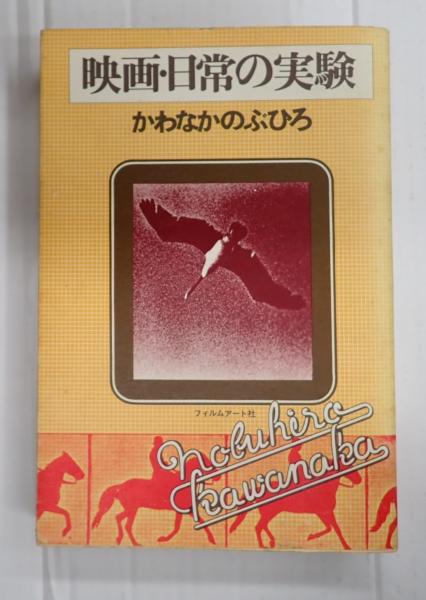 映画・日常の実験
かわなかのぶひろ
フィルムアート社
nobuhiro
kawanaka